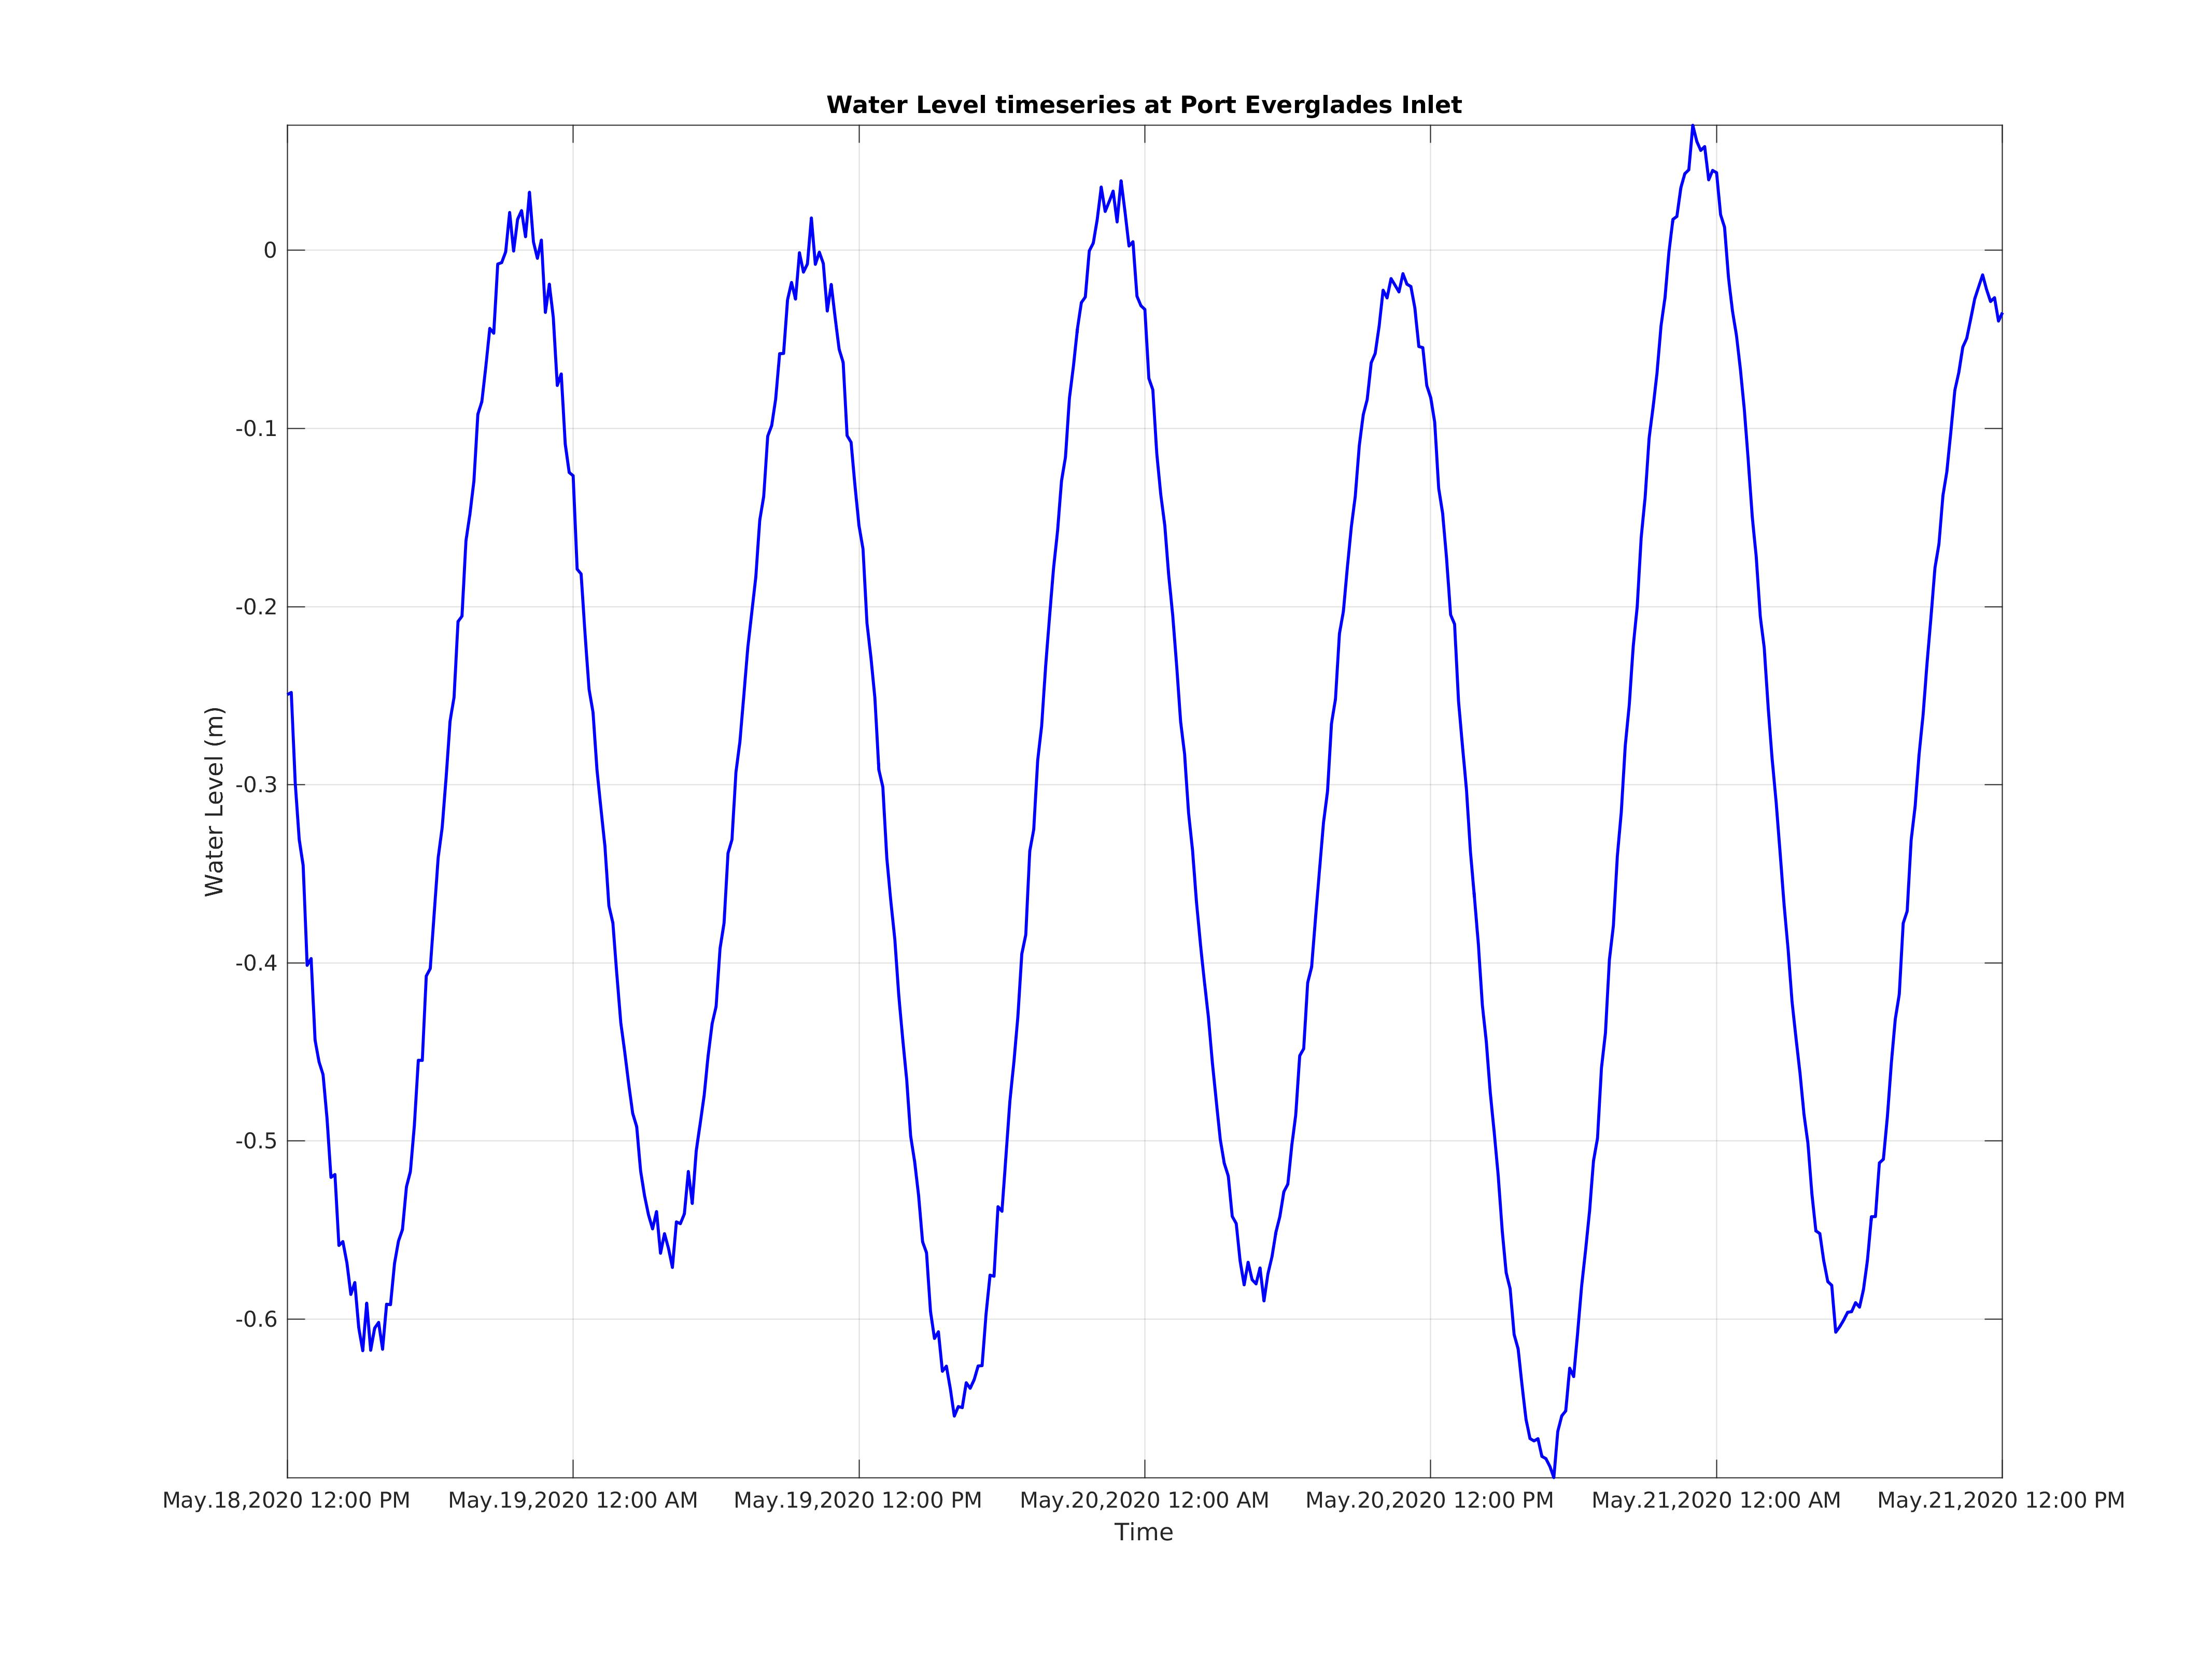 Water Level timeseries at Port Everglades Inlet
0
-0.1
-0.2
-0.3
-0.4
-0.5
-0.6
Water Level (m)
May.18,2020 12:00 PM
May.19,2020 12:00 AM
May.19,2020 12:00 PM
May.20,2020 12:00 AM
May.20,2020 12:00 PM
May.21,2020 12:00 AM
May.21,2020 12:00 PM
Time